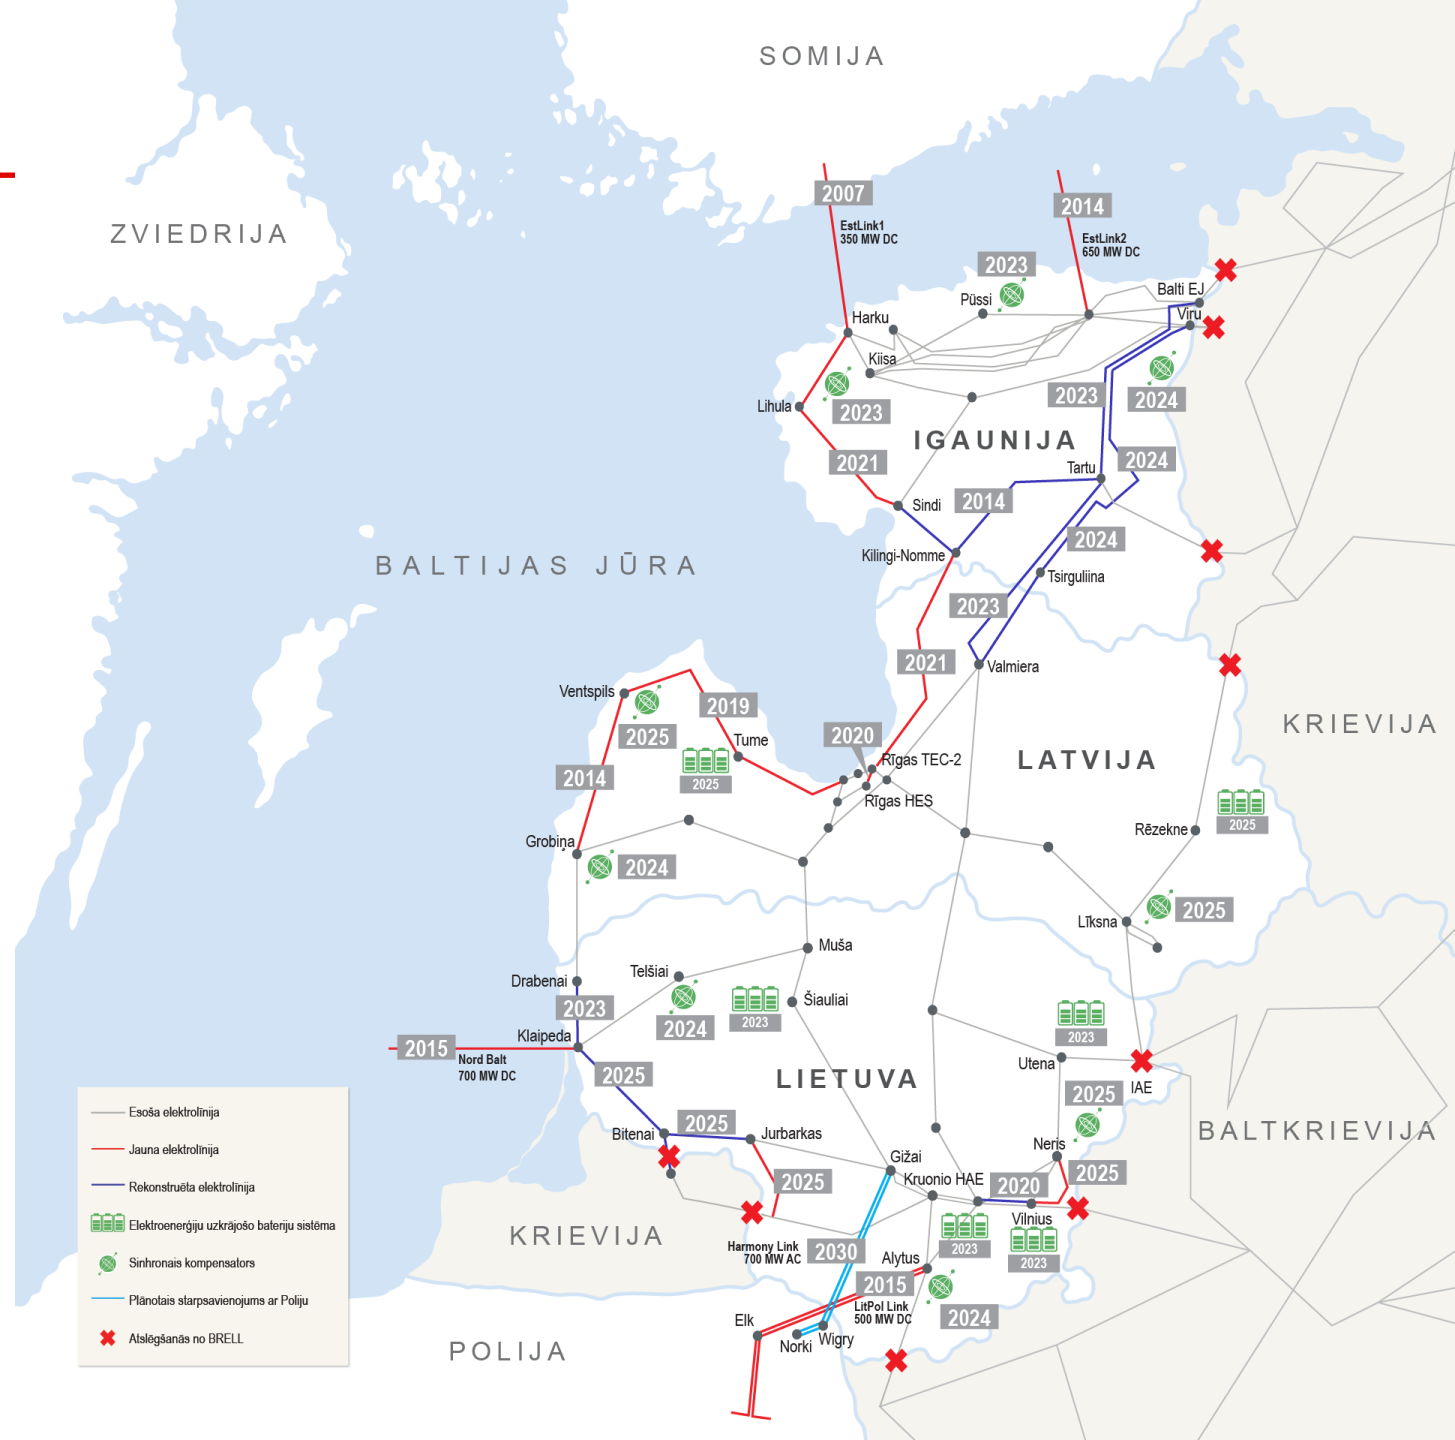 SOMIJA
ZVIEDRIJA
2007
EstLink1
350 MW DC
2014
EstLink2
650 MW DC
2023
Püssi
Balti EJ
Viru
Harku
Kiisa
2023
2023
2024
Lihula
IGAUNIJA
2021
2024
Tartu
2014
Sindi
2024
Kilingi-Nomme
Tsirguliina
BALTIJAS JŪRA
2023
2021
Valmiera
Ventspils
2019
2025
Tume
2020
Rīgas TEC-2
LATVIJA
KRIEVIJA
2014
2025
Rīgas HES
Rēzekne
2025
Grobiņa
2024
Līksna
2025
Muša
Telšiai
Drabenai
2023
2024
2023
Šiauliai
2023
Klaipeda
2015
Nord Balt
700 MW DC
2025
LIETUVA
Utena
IAE
2025
2025
Bitenai
Jurbarkas
BALTKRIEVIJA
Neris
Gižai
Kruonio HAE
2025
2025
2020
Vilnius
KRIEVIJA
Harmony Link
700 MW AC
2030
2023
2023
Alytus
2015
LitPol Link
500 MW DC
2024
Elk
Norki
Wigry
POLIJA
Esoša elektrolīnija
Jauna elektrolīnija
Rekonstruēta elektrolīnija
Elektroenerģiju uzkrājošo bateriju sistēma
Sinhronais kompensators
Plānotais starpsavienojums ar Poliju
Atslēgšanās no BRELL